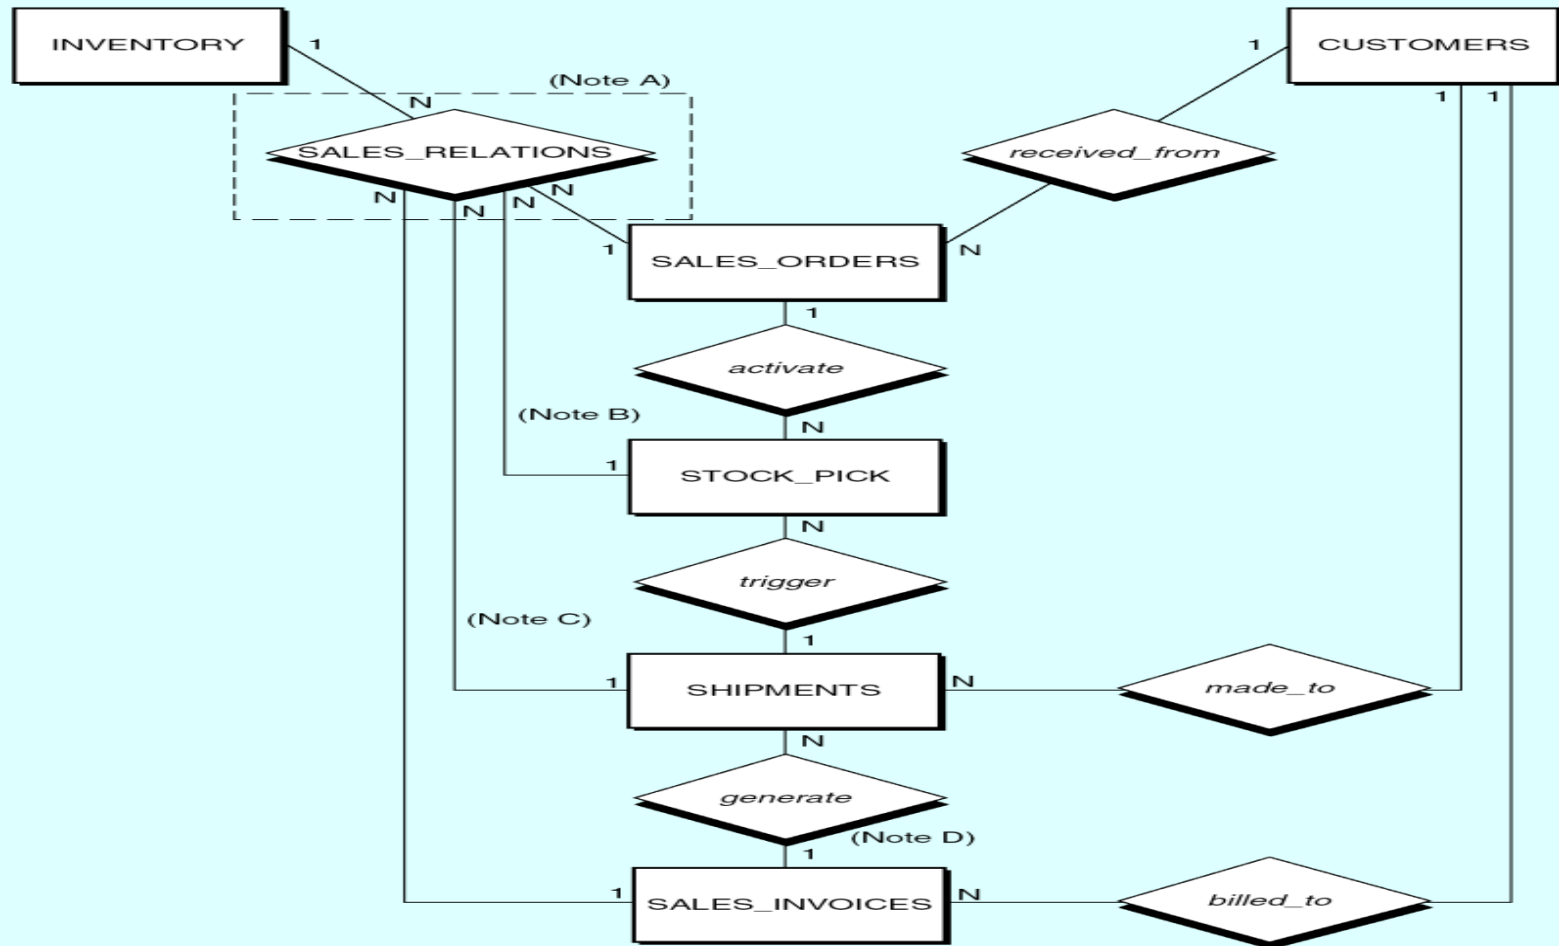 INVENTORY
1
1
CUSTOMERS
(Note A)
N
1
1
SALES_RELATIONS
received_from
N
N
N
N
1
N
SALES_ORDERS
1
activate
(Note B)
N
1
STOCK_PICK
N
trigger
(Note C)
1
1
SHIPMENTS
N
made_to
N
generate
(Note D)
1
1
SALES_INVOICES
N
billed_to